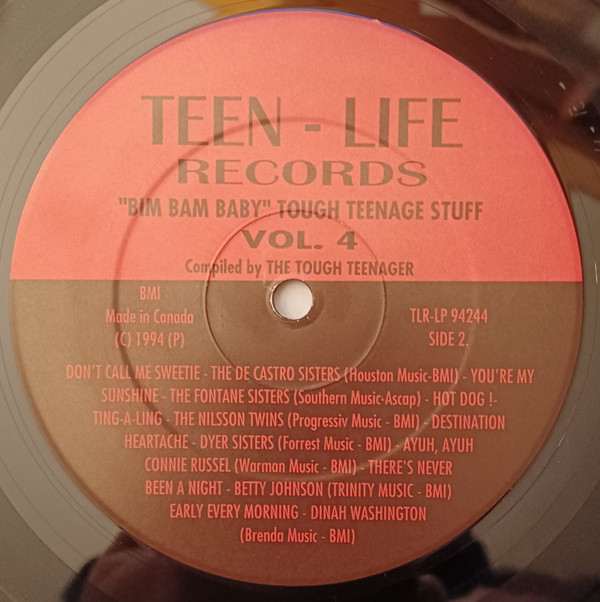 TEEN - LIFE
RECORDS
"BIM BAM BABY" TOUGH TEENAGE STUFF
VOL. 4
Compiled by THE TOUGH TEENAGER
BMI
Made in Canada
(C) 1994 (P)
TLR-LP 94244
SIDE 2.
DON'T CALL ME SWEETIE - THE DE CASTRO SISTERS (Houston Music-BMI) - YOU'RE MY
SUNSHINE - THE FONTANE SISTERS (Southern Music-Ascap) - HOT DOG !-
TING-A-LING - THE NILSSON TWINS (Progressiv Music - BMI) - DESTINATION
HEARTACHE - DYER SISTERS (Forrest Music - BMI) - AYUH, AYUH
CONNIE RUSSEL (Warman Music - BMI) - THERE'S NEVER
BEEN A NIGHT - BETTY JOHNSON (TRINITY MUSIC - BMI)
EARLY EVERY MORNING - DINAH WASHINGTON
(Brenda Music - BMI)